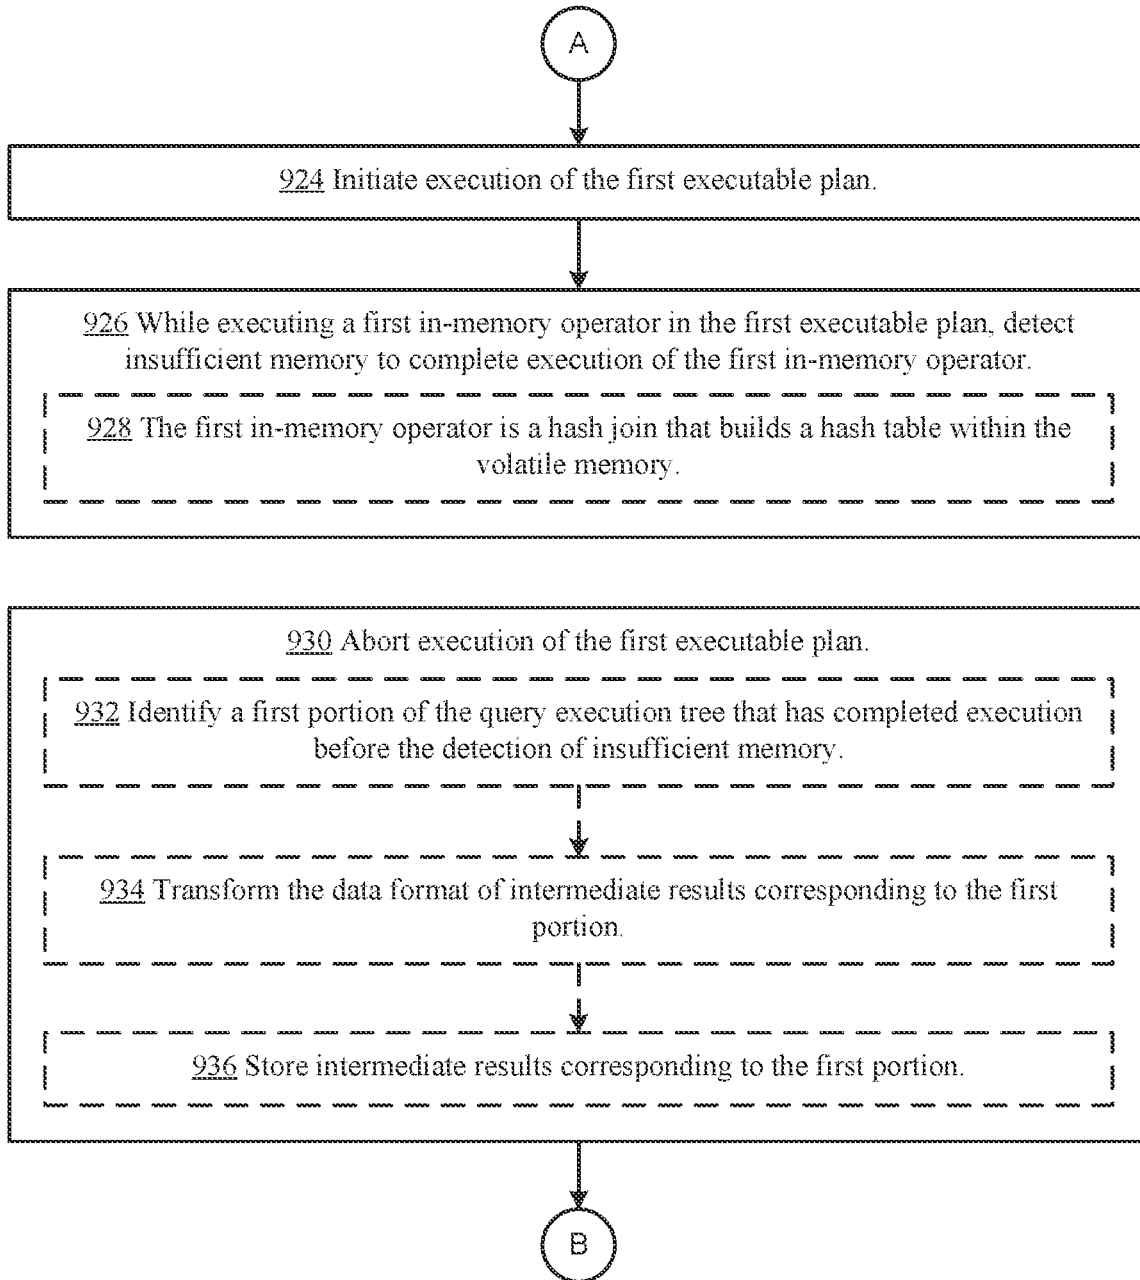 A
924 Initiate execution of the first executable plan.
926 While executing a first in-memory operator in the first executable plan, detect
insufficient memory to complete execution of the first in-memory operator.
928 The first in-memory operator is a hash join that builds a hash table within the
volatile memory.
930 Abort execution of the first executable plan.
932 Identify a first portion of the query execution tree that has completed execution
before the detection of insufficient memory.
934 Transform the data format of intermediate results corresponding to the first
portion.
936 Store intermediate results corresponding to the first portion.
B